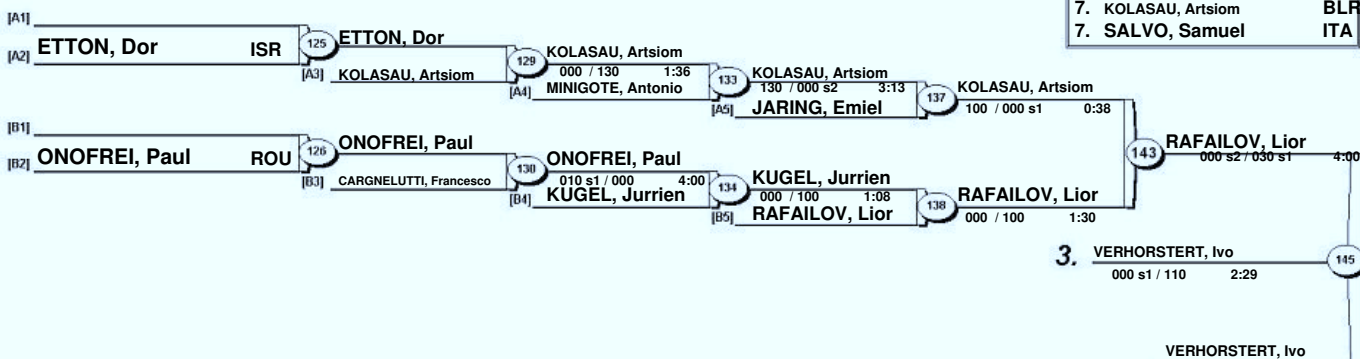 7. KOLASAU, Artsiom BLR
7. SALVO, Samuel ITA
[A1]
[A2] ETTON, Dor ISR
125
ETTON, Dor
[A3] KOLASAU, Artsiom
129
KOLASAU, Artsiom
000 / 130 1:36
[A4] MINIGOTE, Antonio
133
KOLASAU, Artsiom
130 / 000 s2 3:13
[A5] JARING, Emiel
137
KOLASAU, Artsiom
100 / 000 s1 0:38
[B1]
[B2] ONOFREI, Paul ROU
126
ONOFREI, Paul
[B3] CARGNELUTTI, Francesco
130
ONOFREI, Paul
010 s1 / 000 4:00
[B4] KUGEL, Jurrien
134
KUGEL, Jurrien
000 / 100 1:08
[B5] RAFAILOV, Lior
138
RAFAILOV, Lior
000 / 100 1:30
143
RAFAILOV, Lior
000 s2 / 030 s1 4:00
3. VERHORSTERT, Ivo
000 s1 / 110 2:29
145
VERHORSTERT, Ivo